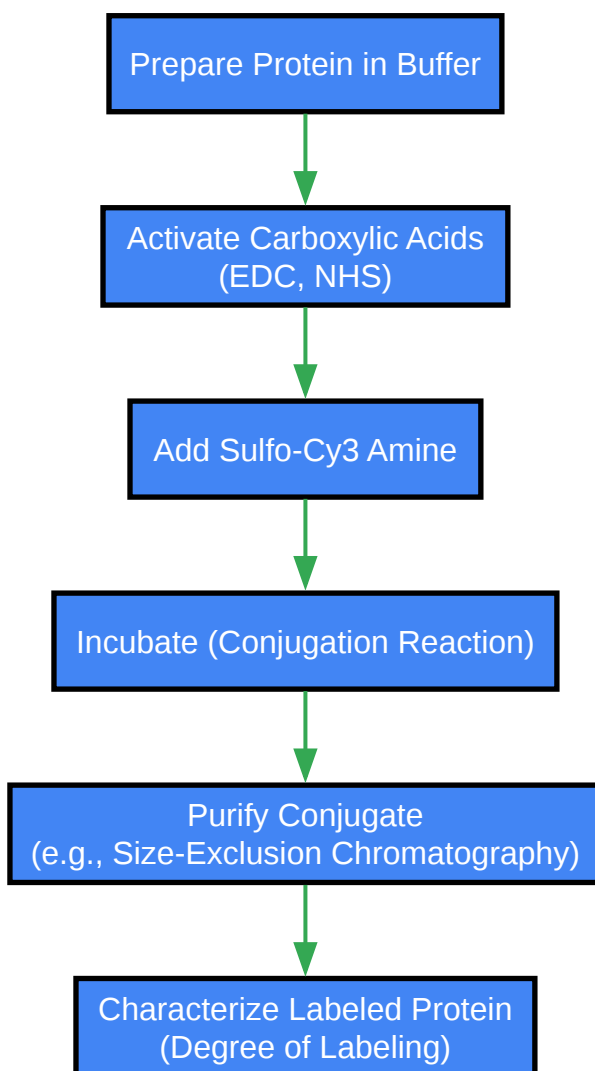 Prepare Protein in Buffer
Activate Carboxylic Acids
(EDC, NHS)
Add Sulfo-Cy3 Amine
Incubate (Conjugation Reaction)
Purify Conjugate
(e.g., Size-Exclusion Chromatography)
Characterize Labeled Protein
(Degree of Labeling)